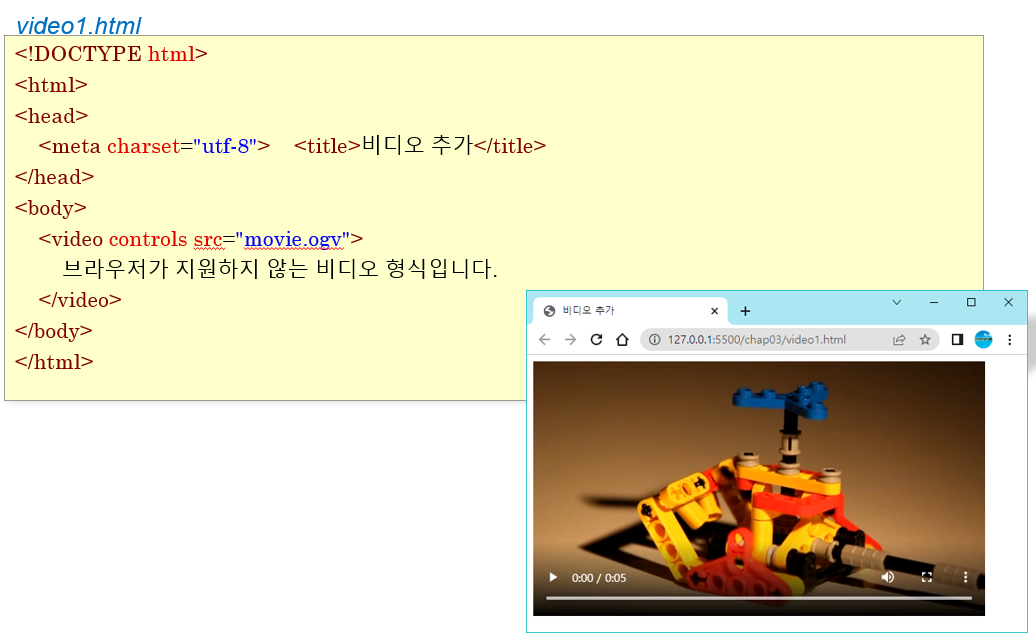 video1.html
<!DOCTYPE html>
<html>
<head>
<meta charset="utf-8"> <title>비디오 추가</title>
</head>
<body>
<video controls src="movie.ogv">
브라우저가 지원하지 않는 비디오 형식입니다.
</video>
</body>
</html>
비디오 추가
127.0.0.1:5500/chap03/video1.html
0:00 / 0:05